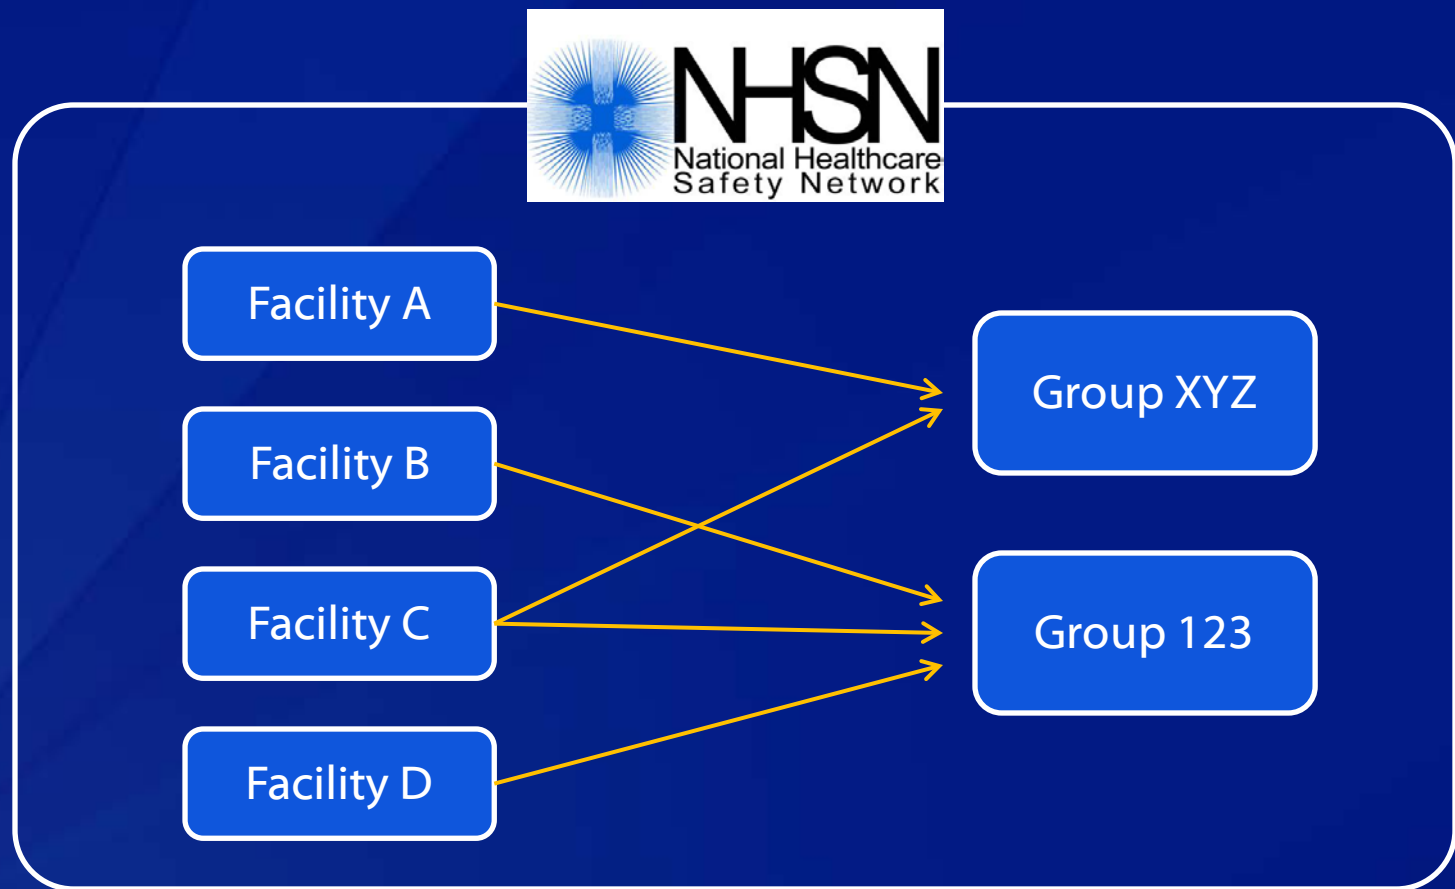 NHSN
National Healthcare
Safety Network
Facility A
Facility B
Facility C
Facility D
Group XYZ
Group 123